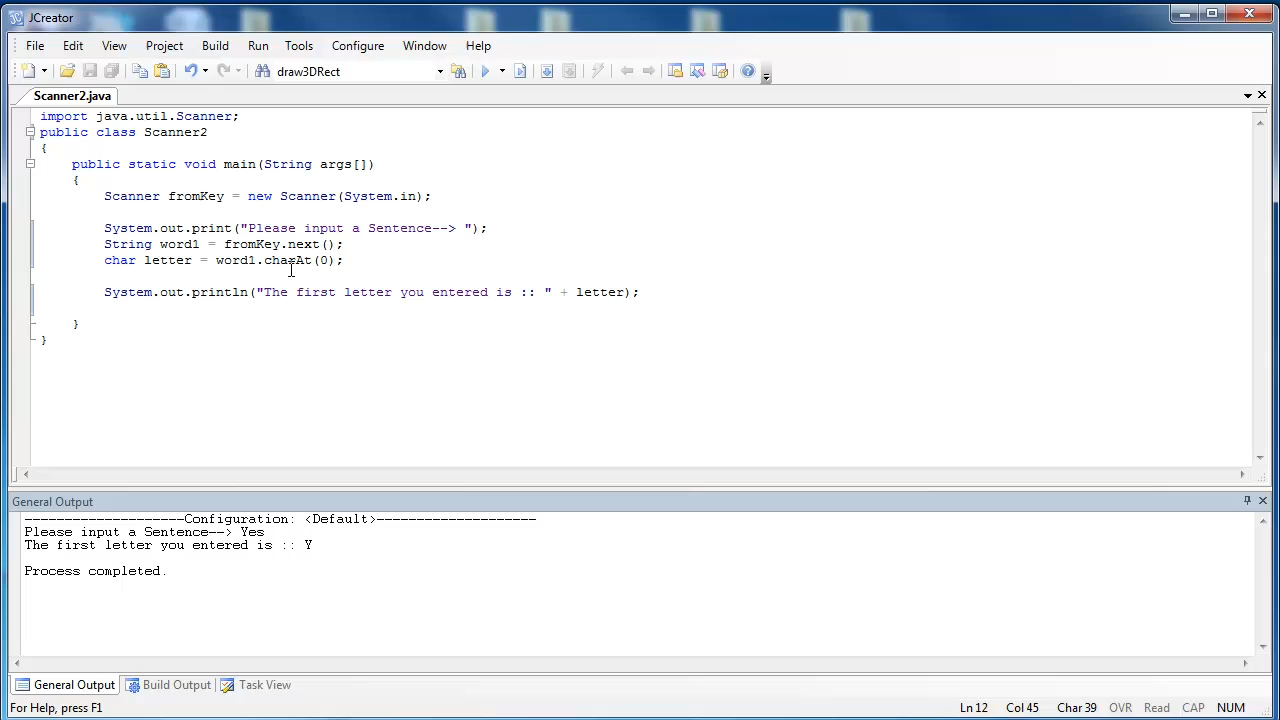 JCreator
File Edit View Project Build Run Tools Configure Window Help
draw3DRect
Scanner2.java
import java.util.Scanner;
public class Scanner2
{
public static void main(String args[])
{
Scanner fromKey = new Scanner(System.in);
System.out.print("Please input a Sentence--> ");
String word1 = fromKey.next();
char letter = word1.charAt(0);
System.out.println("The first letter you entered is :: " + letter);
}
}
General Output
--------------------Configuration: <Default>--------------------
Please input a Sentence--> Yes
The first letter you entered is :: Y
Process completed.
General Output Build Output Task View
For Help, press F1 Ln 12 Col 45 Char 39 OVR Read CAP NUM